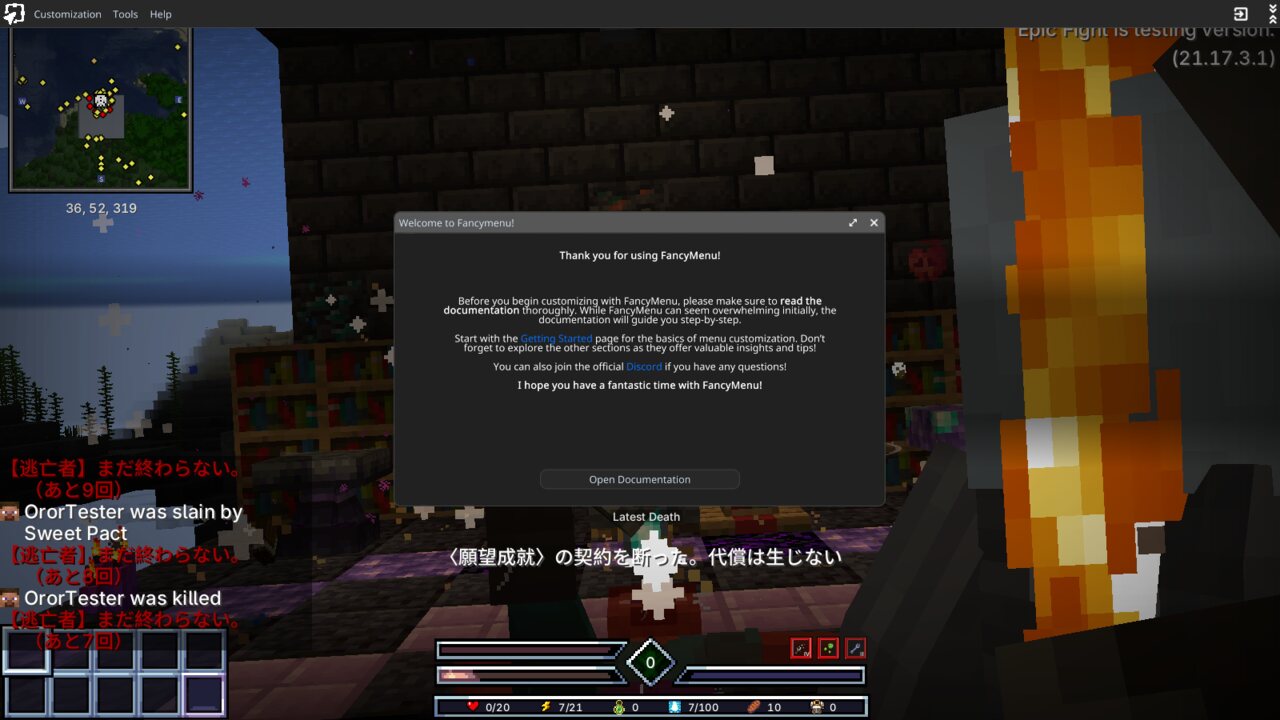 Customization Tools Help
Epic Fight is testing version.
(21.17.3.1)
W
E
S
36, 52, 319
Welcome to Fancymenu!
Thank you for using FancyMenu!
Before you begin customizing with FancyMenu, please make sure to read the
documentation thoroughly. While FancyMenu can seem overwhelming initially, the
documentation will guide you step-by-step.
Start with the Getting Started page for the basics of menu customization. Don't
forget to explore the other sections as they offer valuable insights and tips!
You can also join the official Discord if you have any questions!
I hope you have a fantastic time with FancyMenu!
Open Documentation
Latest Death
〈願望成就〉の契約を断った。代償は生じない
【逃亡者】まだ終わらない。
（あと9回）
OrorTester was slain by
Sweet Pact
【逃亡者】まだ終わらない。
（あと8回）
OrorTester was killed
【逃亡者】まだ終わらない。
（あと7回）
0
0/20 7/21 0 7/100 10 0